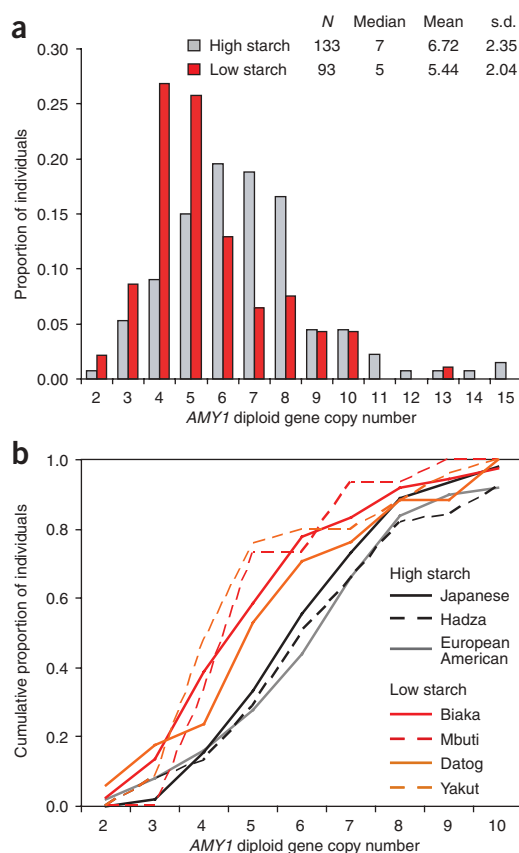 a
N Median Mean s.d.
High starch 133 7 6.72 2.35
Low starch 93 5 5.44 2.04
Proportion of individuals
0.30
0.25
0.20
0.15
0.10
0.05
0.00
2 3 4 5 6 7 8 9 10 11 12 13 14 15
AMY1 diploid gene copy number
b
Cumulative proportion of individuals
1.0
0.8
0.6
0.4
0.2
0.0
High starch
Japanese
Hadza
European
American
Low starch
Biaka
Mbuti
Datog
Yakut
2 3 4 5 6 7 8 9 10
AMY1 diploid gene copy number